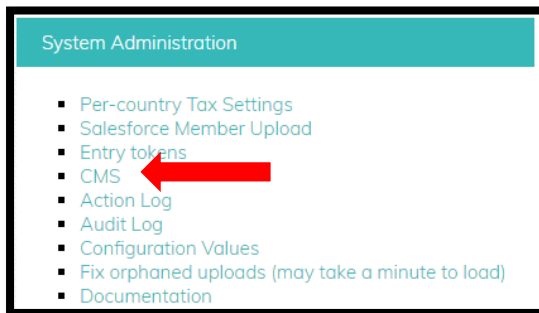 System Administration
Per-country Tax Settings
Salesforce Member Upload
Entry tokens
CMS
Action Log
Audit Log
Configuration Values
Fix orphaned uploads (may take a minute to load)
Documentation